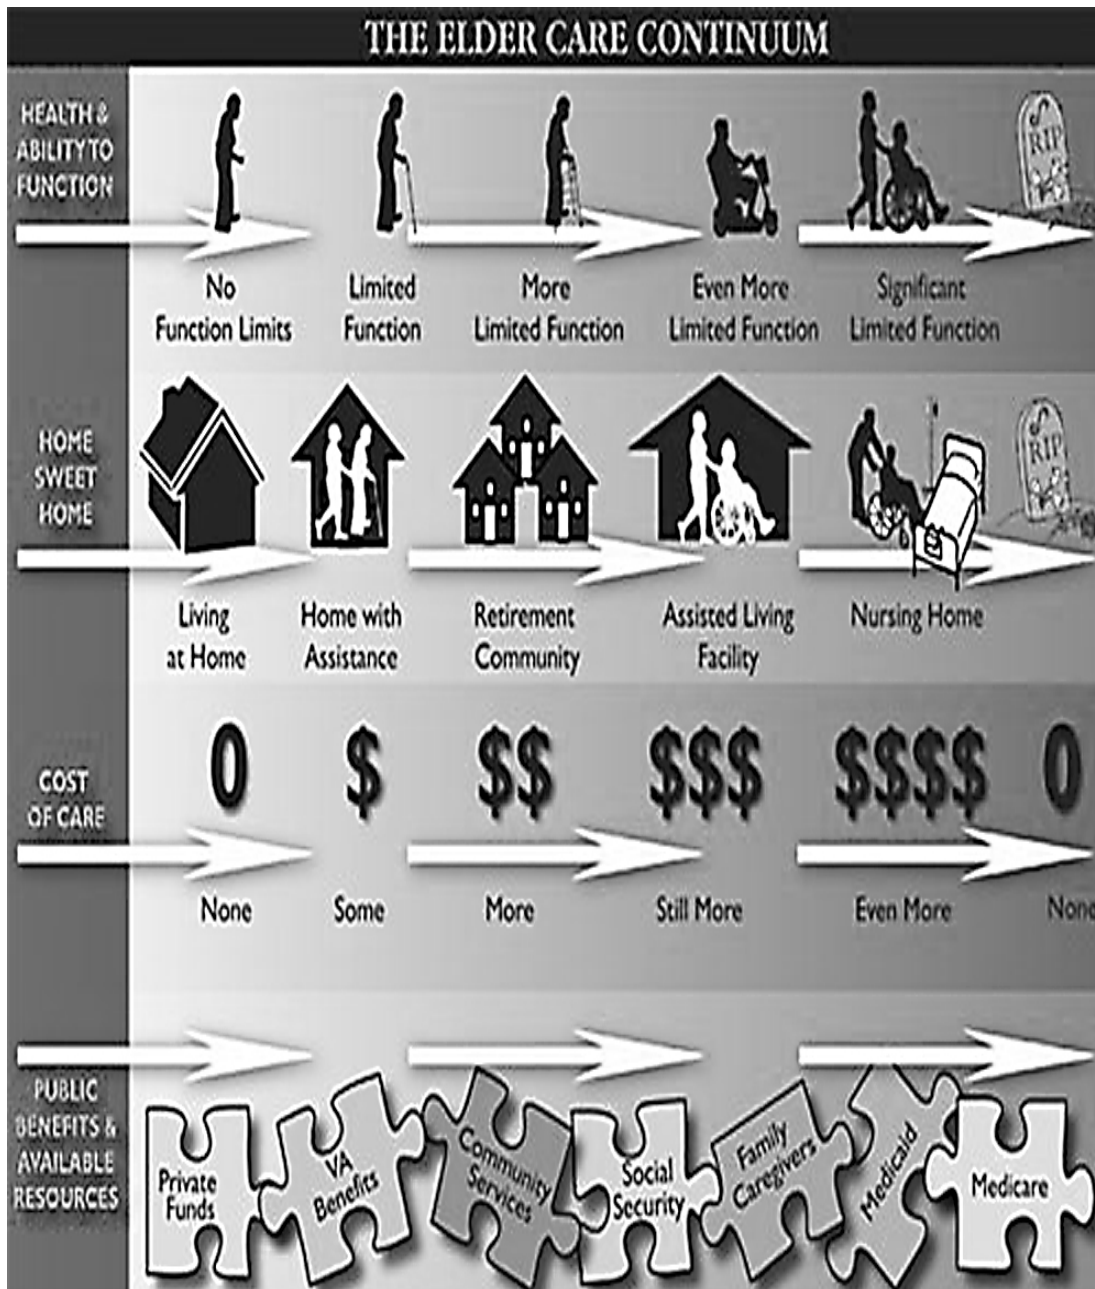 THE ELDER CARE CONTINUUM
HEALTH &
ABILITY TO
FUNCTION
RIP
No
Function Limits
Limited
Function
More
Limited Function
Even More
Limited Function
Significant
Limited Function
HOME
SWEET
HOME
RIP
Living
at Home
Home with
Assistance
Retirement
Community
Assisted Living
Facility
Nursing Home
COST
OF CARE
0
$
$$
$$$
$$$$
0
None
Some
More
Still More
Even More
None
PUBLIC
BENEFITS &
AVAILABLE
RESOURCES
Private
Funds
VA
Benefits
Community
Services
Social
Security
Family
Caregivers
Medicaid
Medicare